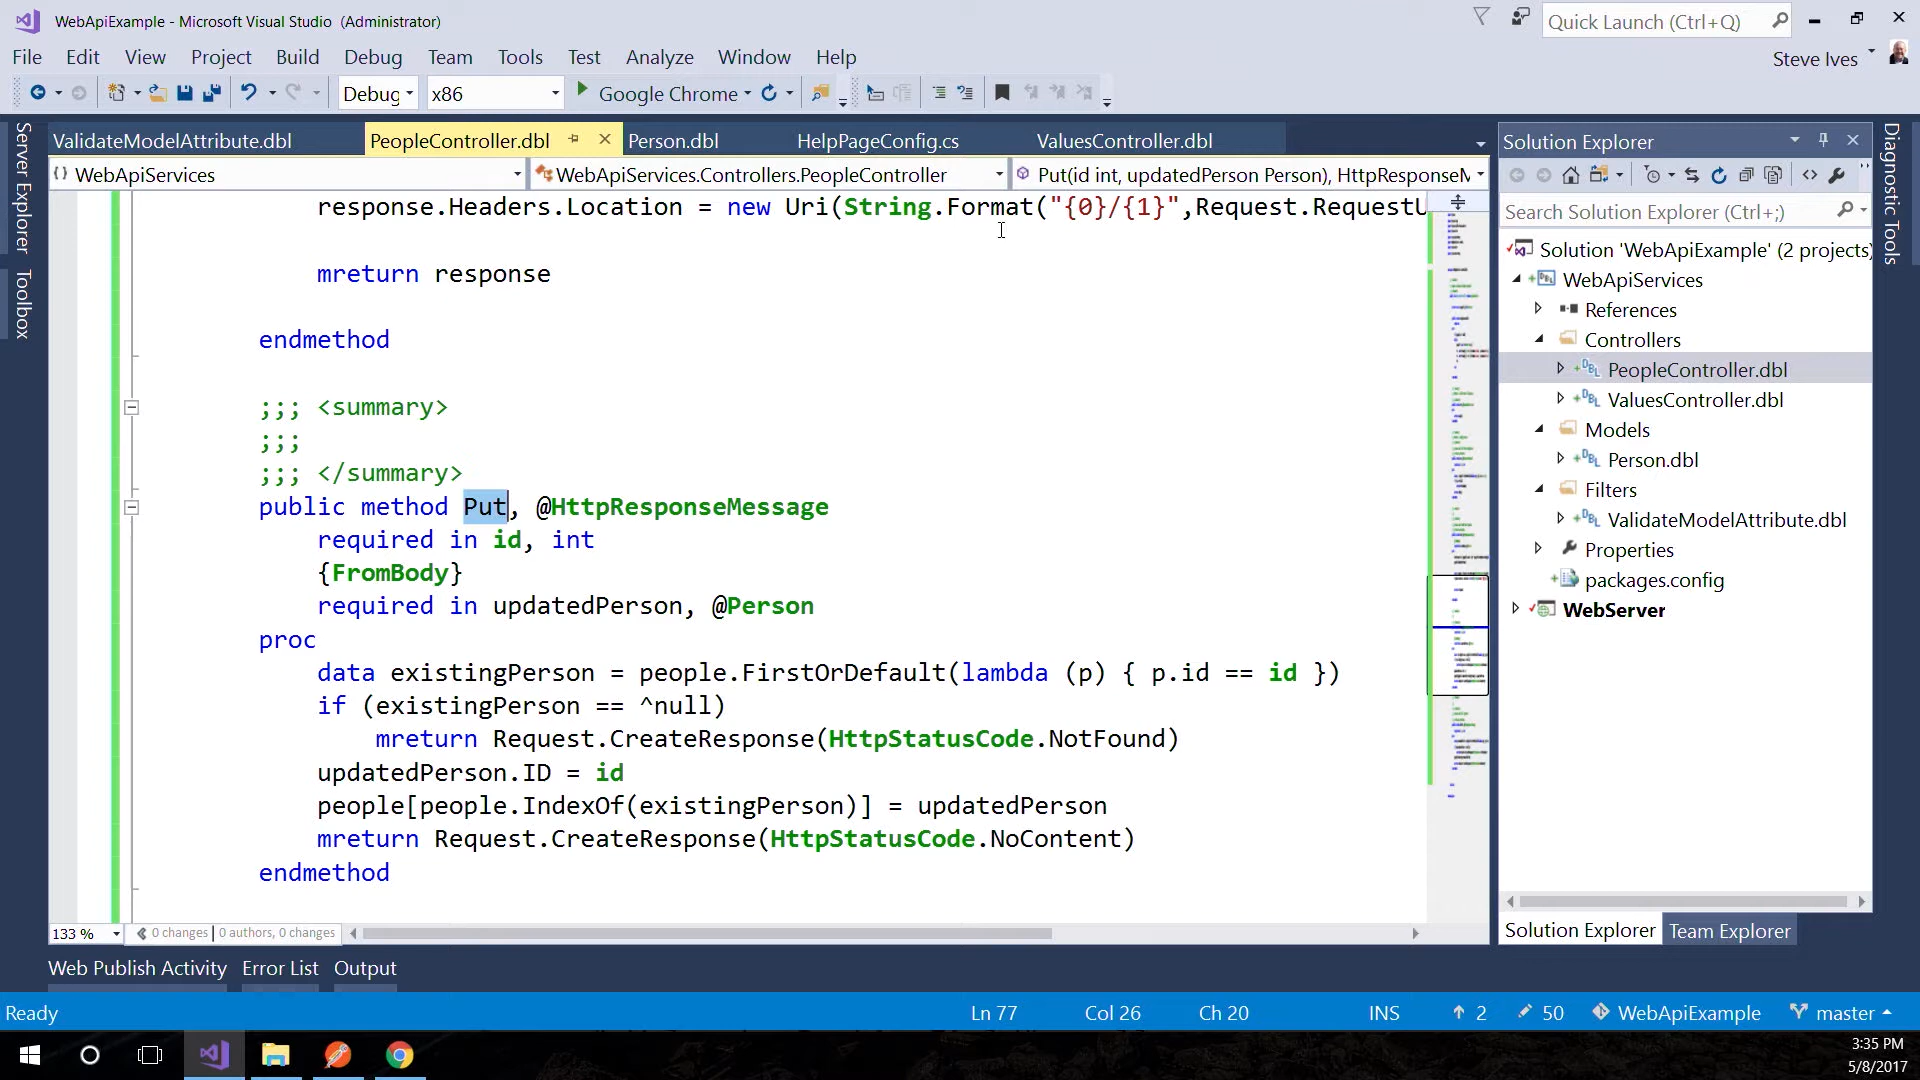 WebApiExample - Microsoft Visual Studio (Administrator)
Quick Launch (Ctrl+Q)
File Edit View Project Build Debug Team Tools Test Analyze Window Help
Steve Ives
Debug x86 Google Chrome
Server Explorer
Toolbox
ValidateModelAttribute.dbl PeopleController.dbl Person.dbl HelpPageConfig.cs ValuesController.dbl
WebApiServices WebApiServices.Controllers.PeopleController Put(id int, updatedPerson Person), HttpResponseM
response.Headers.Location = new Uri(String.Format("{0}/{1}",Request.RequestU
mreturn response
endmethod
;;; <summary>
;;;
;;; </summary>
public method Put, @HttpResponseMessage
required in id, int
{FromBody}
required in updatedPerson, @Person
proc
data existingPerson = people.FirstOrDefault(lambda (p) { p.id == id })
if (existingPerson == ^null)
mreturn Request.CreateResponse(HttpStatusCode.NotFound)
updatedPerson.ID = id
people[people.IndexOf(existingPerson)] = updatedPerson
mreturn Request.CreateResponse(HttpStatusCode.NoContent)
endmethod
133 % 0 changes | 0 authors, 0 changes
Solution Explorer
Search Solution Explorer (Ctrl+;)
Solution 'WebApiExample' (2 projects)
WebApiServices
References
Controllers
PeopleController.dbl
ValuesController.dbl
Models
Person.dbl
Filters
ValidateModelAttribute.dbl
Properties
packages.config
WebServer
Solution Explorer Team Explorer
Diagnostic Tools
Web Publish Activity Error List Output
Ready Ln 77 Col 26 Ch 20 INS 2 50 WebApiExample master
3:35 PM
5/8/2017